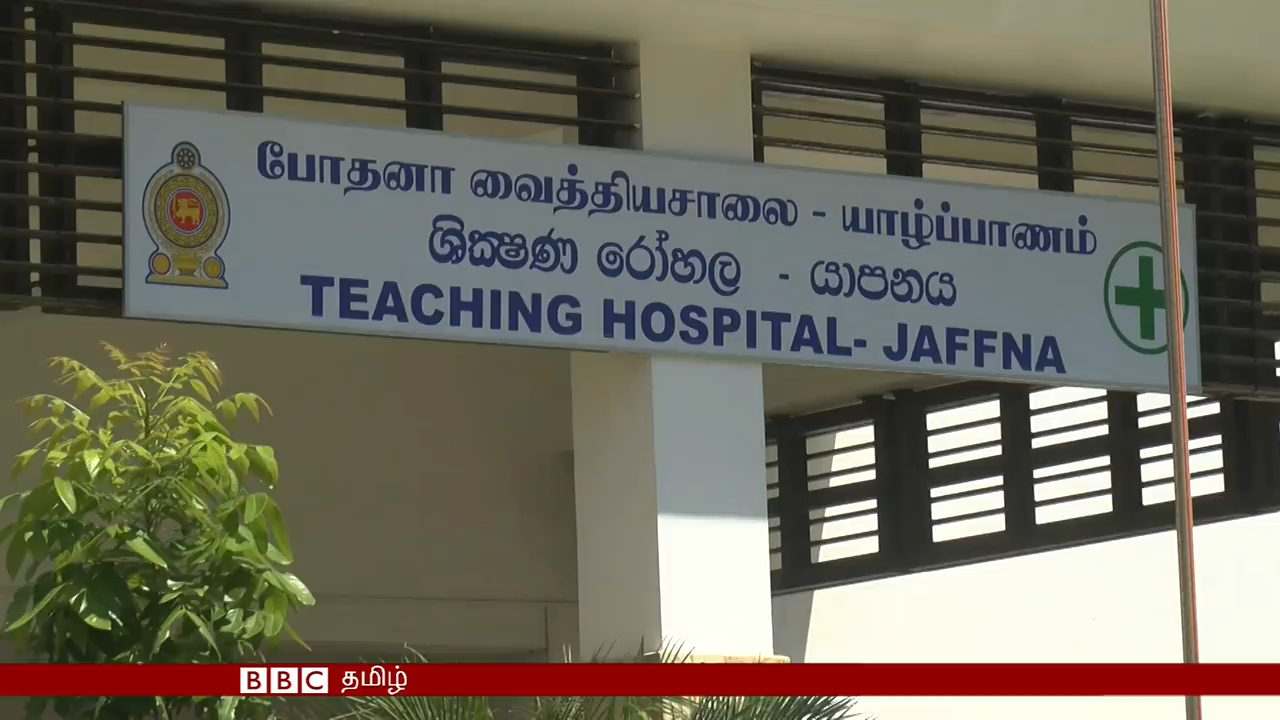 போதனா வைத்தியசாலை - யாழ்ப்பாணம்
ශික්ෂණ රෝහල - යාපනය
TEACHING HOSPITAL- JAFFNA
BBC தமிழ்